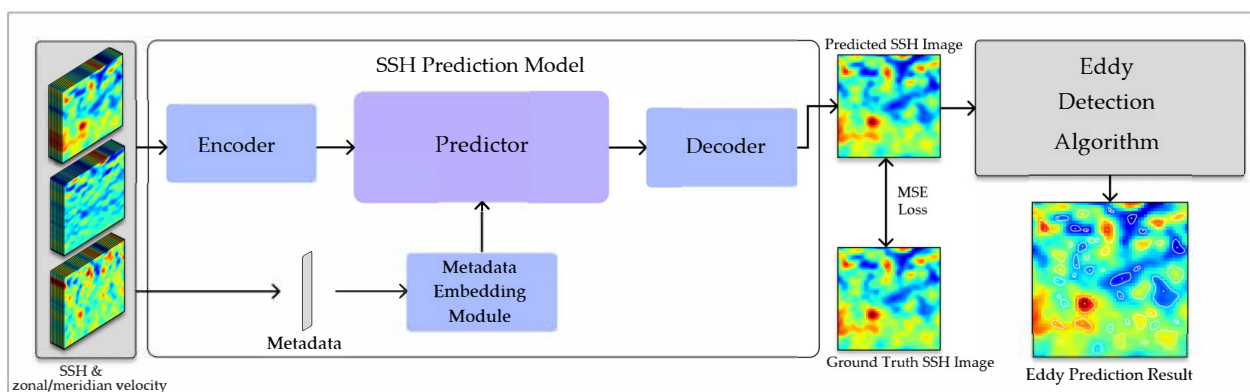 SSH Prediction Model
Encoder
Predictor
Decoder
Metadata
Embedding
Module
Metadata
SSH &
zonal/meridian velocity
Predicted SSH Image
MSE
Loss
Ground Truth SSH Image
Eddy
Detection
Algorithm
Eddy Prediction Result